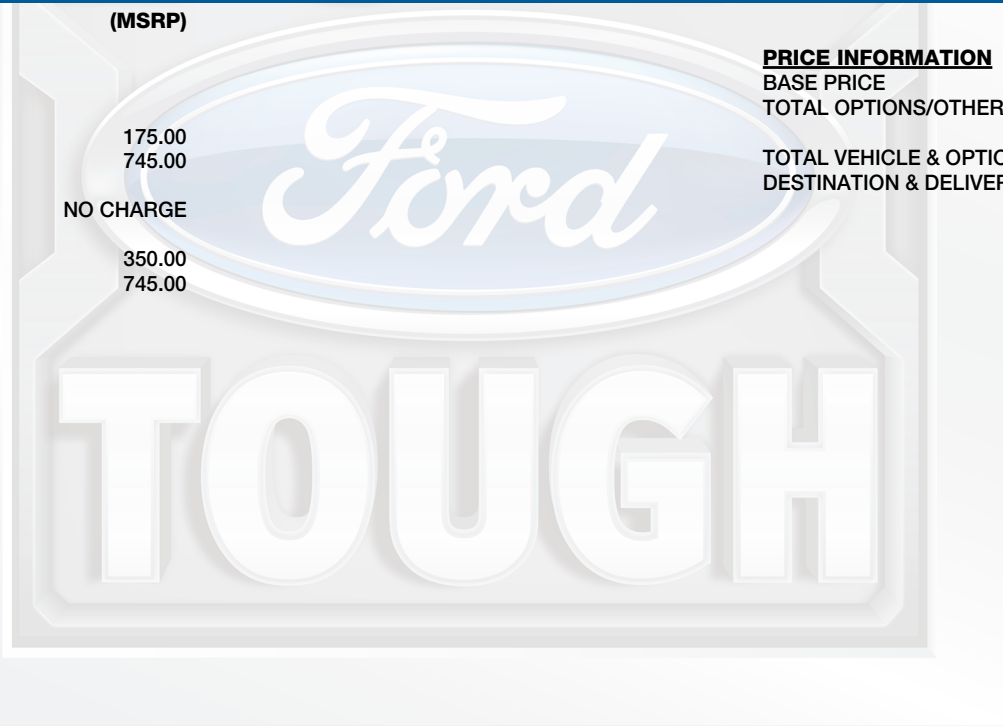 (MSRP)
175.00
745.00
NO CHARGE
350.00
745.00
PRICE INFORMATION
BASE PRICE
TOTAL OPTIONS/OTHER
TOTAL VEHICLE & OPTIO
DESTINATION & DELIVER
Ford
TOUGH